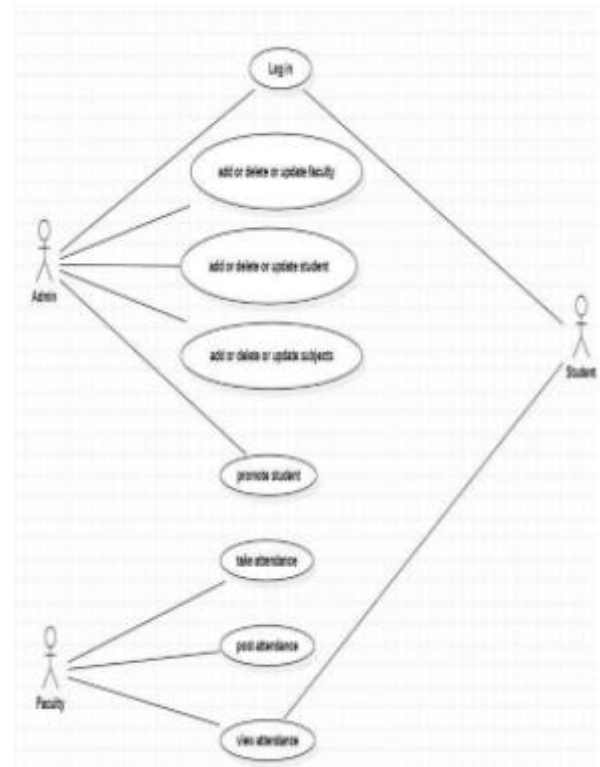 Log in
add or delete or update faculty
add or delete or update student
Admin
add or delete or update subjects
Student
promote student
take attendance
post attendance
Faculty
view attendance